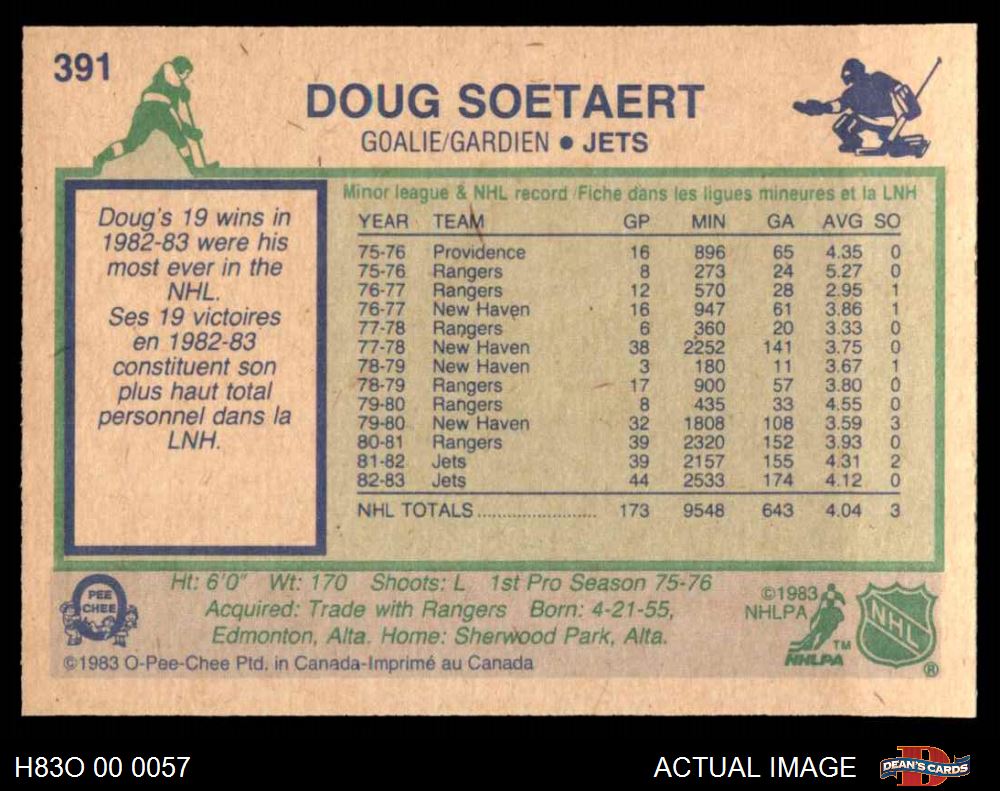 391
DOUG SOETAERT
GOALIE/GARDIEN • JETS
Doug's 19 wins in
1982-83 were his
most ever in the
NHL.
Ses 19 victoires
en 1982-83
constituent son
plus haut total
personnel dans la
LNH.
Minor league & NHL record/Fiche dans les ligues mineures et la LNH
YEAR TEAM GP MIN GA AVG SO
75-76 Providence 16 896 65 4.35 0
75-76 Rangers 8 273 24 5.27 0
76-77 Rangers 12 570 28 2.95 1
76-77 New Haven 16 947 61 3.86 1
77-78 Rangers 6 360 20 3.33 0
77-78 New Haven 38 2252 141 3.75 0
78-79 New Haven 3 180 11 3.67 1
78-79 Rangers 17 900 57 3.80 0
79-80 Rangers 8 435 33 4.55 0
79-80 New Haven 32 1808 108 3.59 3
80-81 Rangers 39 2320 152 3.93 0
81-82 Jets 39 2157 155 4.31 2
82-83 Jets 44 2533 174 4.12 0
NHL TOTALS........................... 173 9548 643 4.04 3
PEE
CHEE
Ht: 6'0" Wt: 170 Shoots: L 1st Pro Season 75-76
Acquired: Trade with Rangers Born: 4-21-55,
Edmonton, Alta. Home: Sherwood Park, Alta.
©1983 O-Pee-Chee Ptd. in Canada-Imprimé au Canada
©1983
NHLPA
NHLPA TM
NHL ®
H83O 00 0057
ACTUAL IMAGE
DEAN'S CARDS